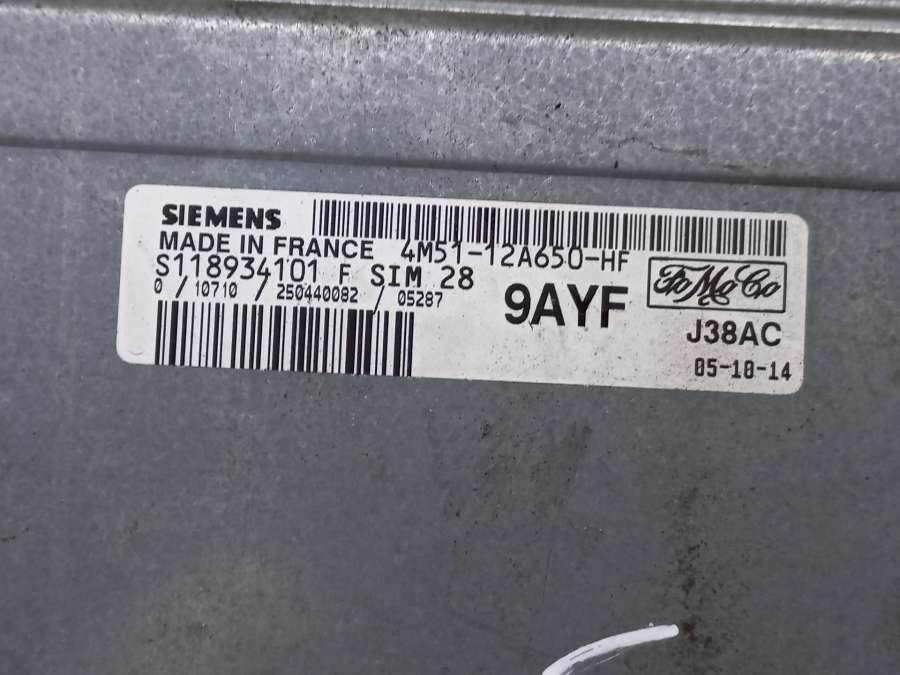 SIEMENS
MADE IN FRANCE 4M51-12A650-HF
S118934101 F SIM 28
0 / 10710 / 250440082 / 05287
9AYF
FoMoCo
J38AC
05-10-14